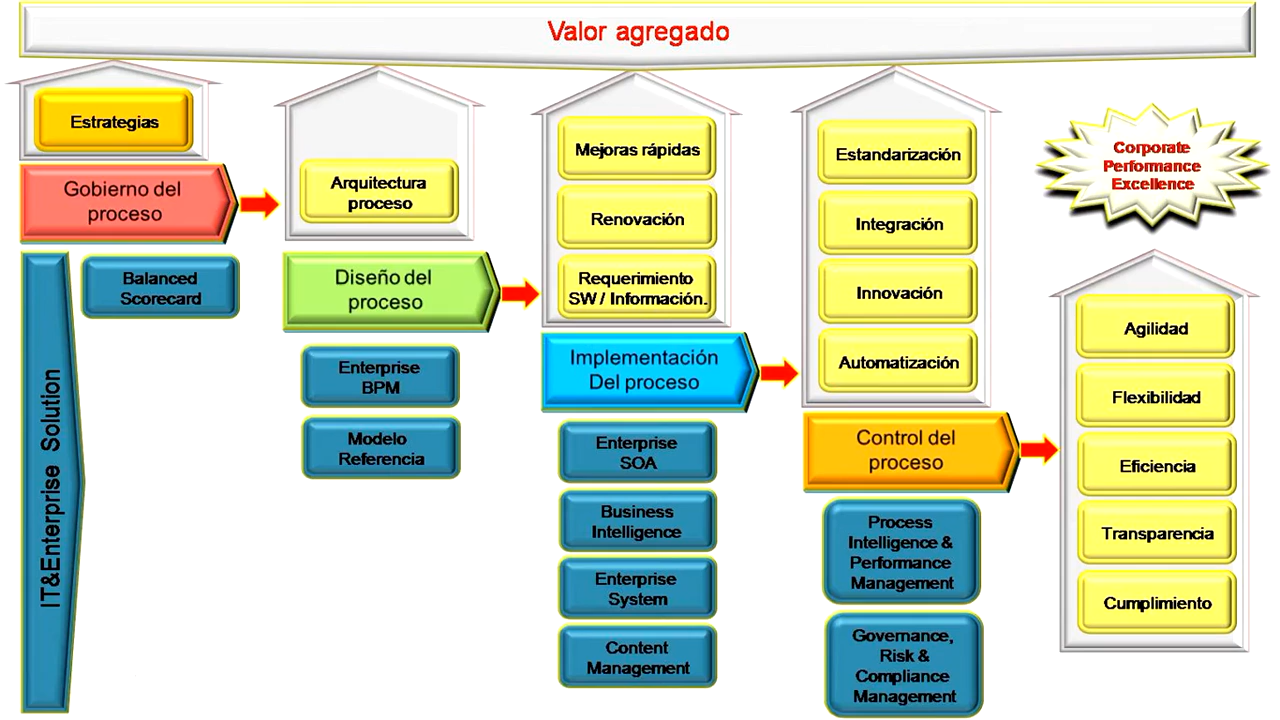 Valor agregado
Estrategias
Gobierno del
proceso
Balanced
Scorecard
IT&Enterprise Solution
Arquitectura
proceso
Diseño del
proceso
Enterprise
BPM
Modelo
Referencia
Mejoras rápidas
Renovación
Requerimiento
SW / Información.
Implementación
Del proceso
Enterprise
SOA
Business
Intelligence
Enterprise
System
Content
Management
Estandarización
Integración
Innovación
Automatización
Control del
proceso
Process
Intelligence &
Performance
Management
Governance,
Risk &
Compliance
Management
Corporate
Performance
Excellence
Agilidad
Flexibilidad
Eficiencia
Transparencia
Cumplimiento